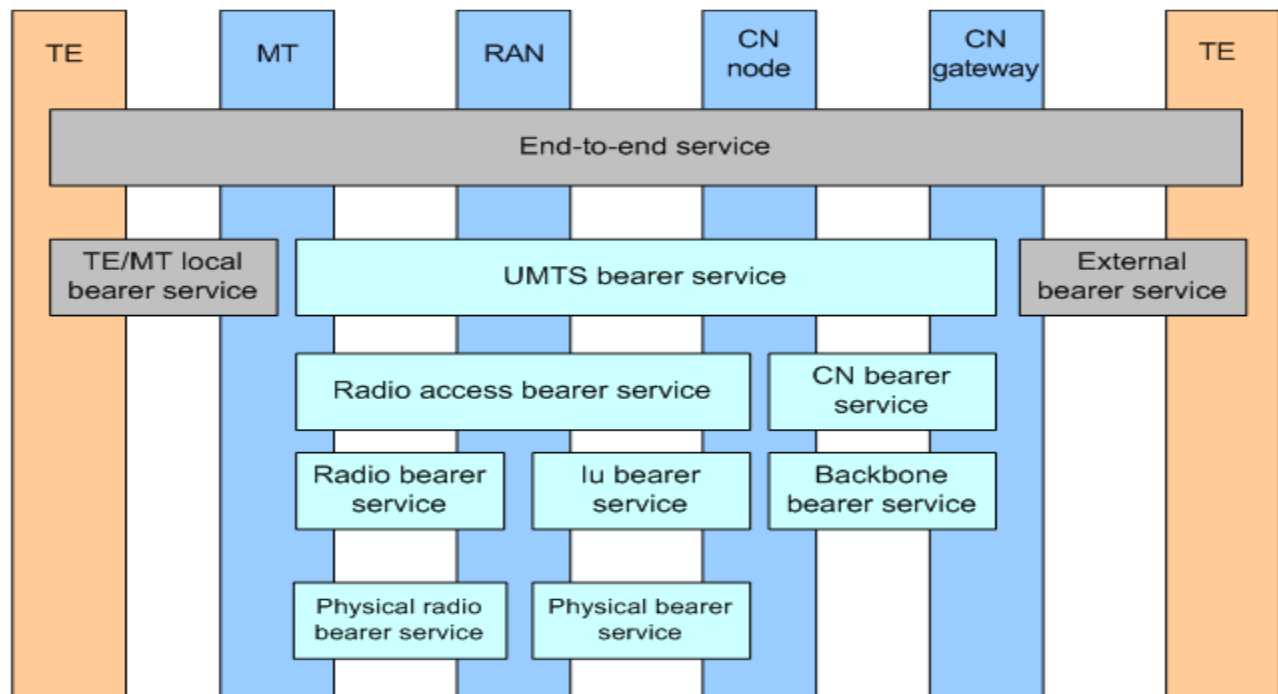 TE
MT
RAN
CN
node
CN
gateway
TE
End-to-end service
TE/MT local
bearer service
UMTS bearer service
External
bearer service
Radio access bearer service
CN bearer
service
Radio bearer
service
Iu bearer
service
Backbone
bearer service
Physical radio
bearer service
Physical bearer
service